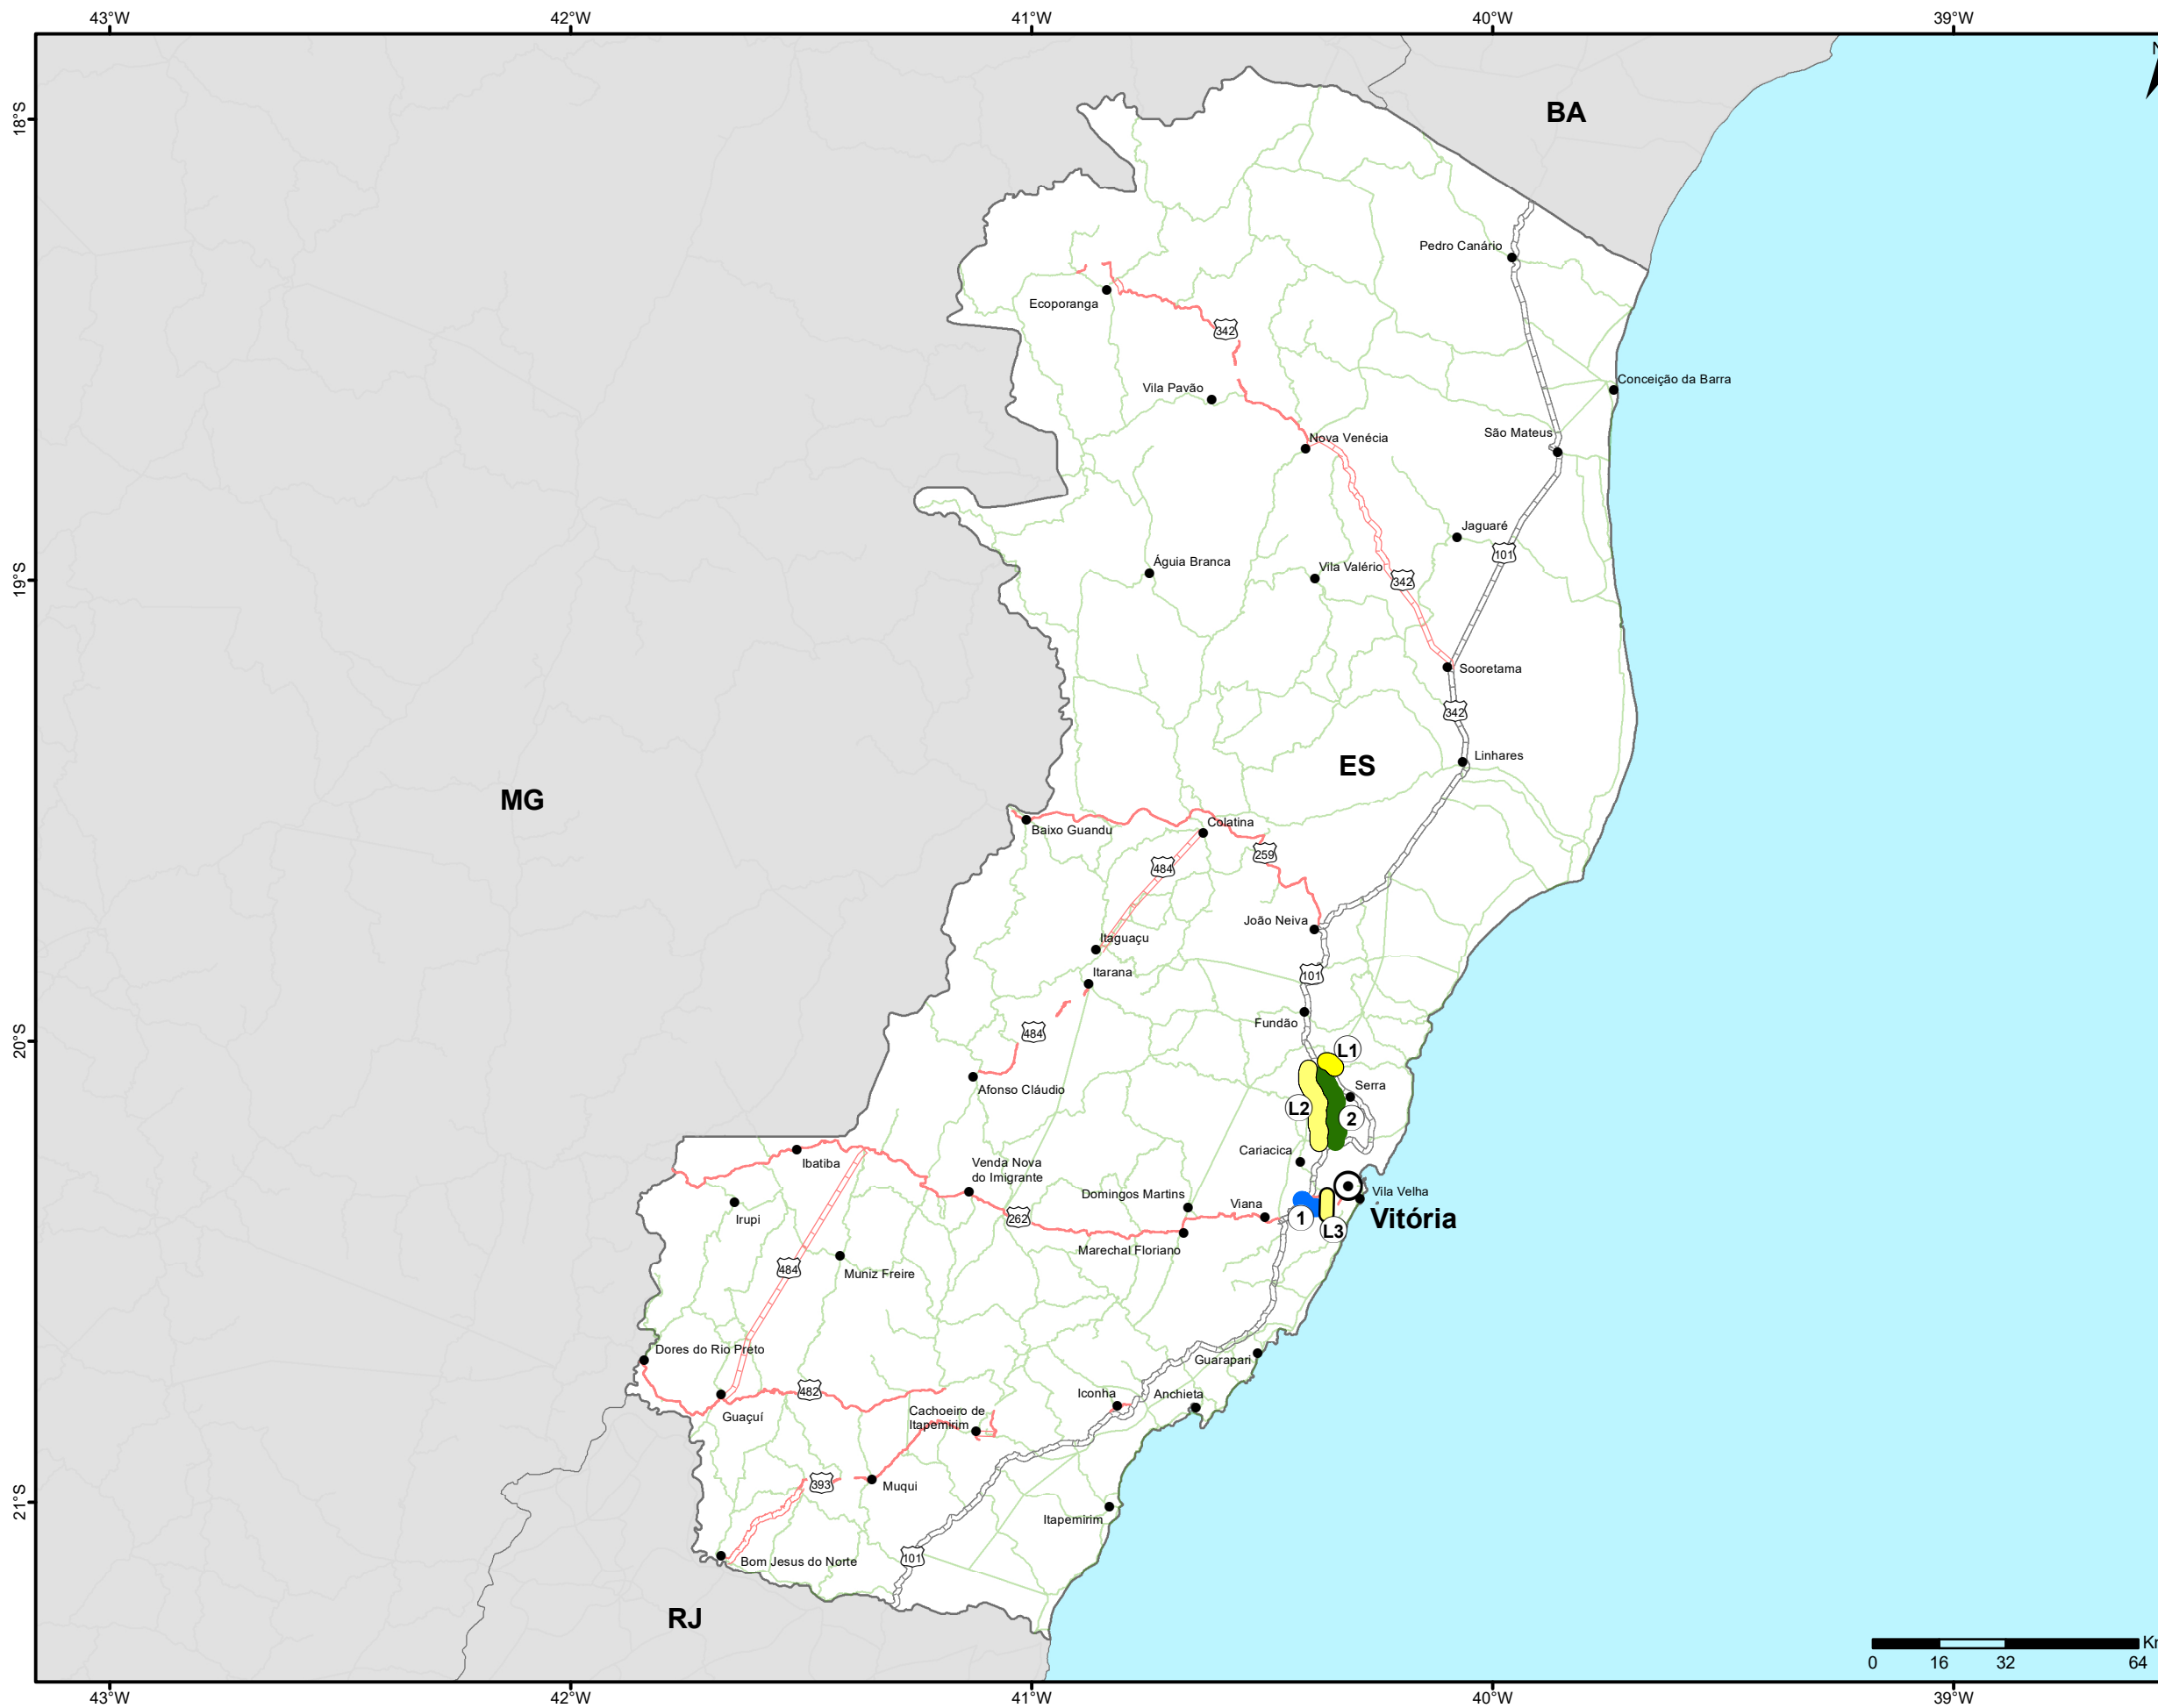 43°W
42°W
41°W
40°W
39°W
18°S
BA
Pedro Canário
Ecoporanga
342
Vila Pavão
Conceição da Barra
Nova Venécia
São Mateus
Jaguaré
101
19°S
Águia Branca
Vila Valério
342
Sooretama
342
Linhares
ES
MG
Baixo Guandu
Colatina
259
484
João Neiva
Itaguaçu
Itarana
101
Fundão
484
20°S
L1
Afonso Cláudio
Serra
L2
2
Cariacica
Ibatiba
Venda Nova
do Imigrante
Domingos Martins
Viana
Vila Velha
Irupi
262
1
Vitória
L3
Marechal Floriano
484
Muniz Freire
Dores do Rio Preto
Guarapari
482
Iconha
Anchieta
Guaçuí
Cachoeiro de
Itapemirim
393
Muqui
21°S
Itapemirim
101
Bom Jesus do Norte
RJ
0
16
32
64
43°W
42°W
41°W
40°W
39°W